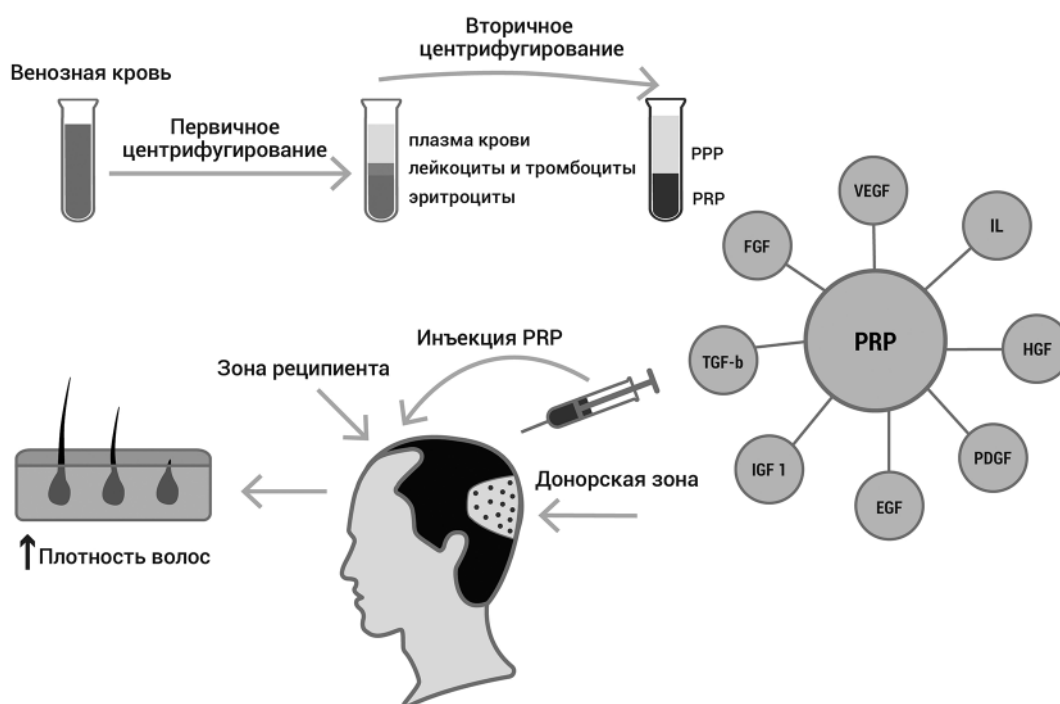 Вторичное
центрифугирование
Венозная кровь
Первичное
центрифугирование
плазма крови
лейкоциты и тромбоциты
эритроциты
PPP
PRP
VEGF
IL
FGF
PRP
HGF
TGF-b
PDGF
IGF 1
EGF
Инъекция PRP
Зона реципиента
Донорская зона
Плотность волос